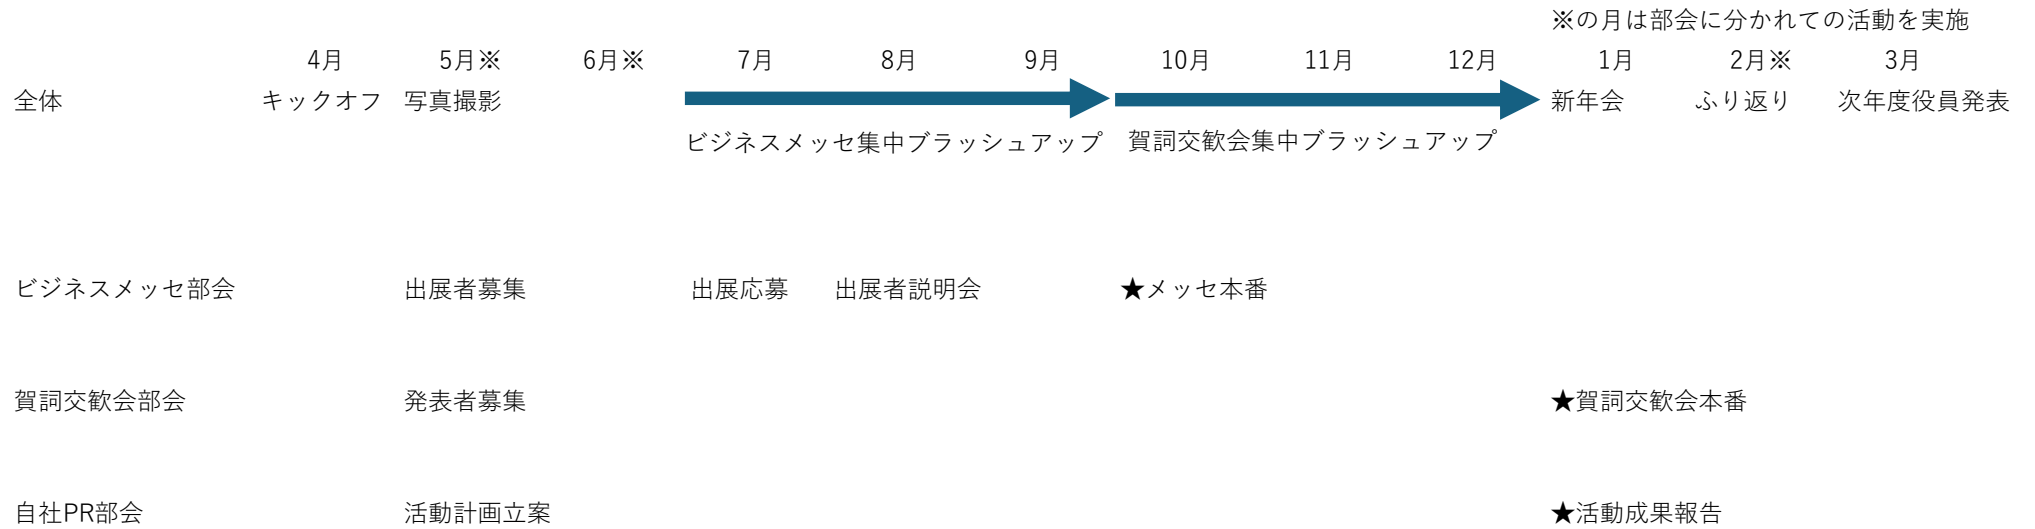 ※の月は部会に分かれての活動を実施
4月 5月※ 6月※ 7月 8月 9月 10月 11月 12月 1月 2月※ 3月
全体 キックオフ 写真撮影 新年会 ふり返り 次年度役員発表
ビジネスメッセ集中ブラッシュアップ 賀詞交歓会集中ブラッシュアップ
ビジネスメッセ部会 出展者募集 出展応募 出展者説明会 ★メッセ本番
賀詞交歓会部会 発表者募集 ★賀詞交歓会本番
自社PR部会 活動計画立案 ★活動成果報告